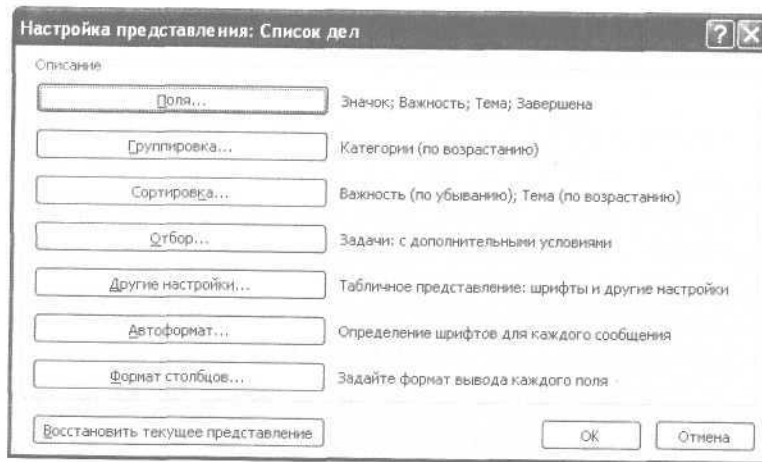 Настройка представления: Список дел
Описание
Поля... Значок; Важность; Тема; Завершена
Группировка... Категории (по возрастанию)
Сортировка... Важность (по убыванию); Тема (по возрастанию)
Отбор... Задачи: с дополнительными условиями
Другие настройки... Табличное представление: шрифты и другие настройки
Автоформат... Определение шрифтов для каждого сообщения
Формат столбцов... Задайте формат вывода каждого поля
Восстановить текущее представление ОК Отмена